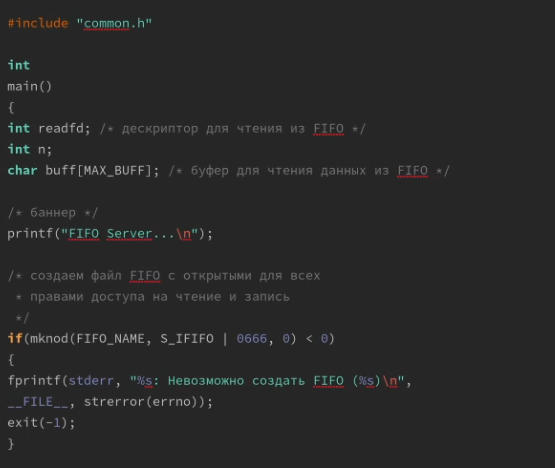 #include "common.h"
int
main()
{
int readfd; /* дескриптор для чтения из FIFO */
int n;
char buff[MAX_BUFF]; /* буфер для чтения данных из FIFO */
/* баннер */
printf("FIFO Server...\n");
/* создаем файл FIFO с открытыми для всех
* правами доступа на чтение и запись
*/
if(mknod(FIFO_NAME, S_IFIFO | 0666, 0) < 0)
{
fprintf(stderr, "%s: Невозможно создать FIFO (%s)\n",
__FILE__, strerror(errno));
exit(-1);
}